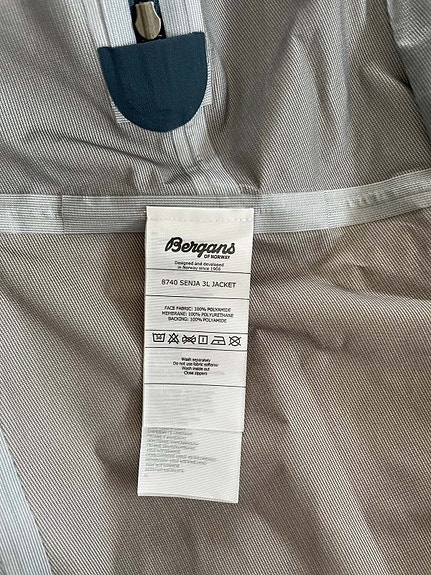 Bergans
OF NORWAY
Designed and developed
in Norway since 1908
8740 SENJA 3L JACKET
FACE FABRIC: 100% POLYAMIDE
MEMBRANE: 100% POLYURETHANE
BACKING: 100% POLYAMIDE
Wash separately
Do not use fabric softener
Wash inside out
Close zippers